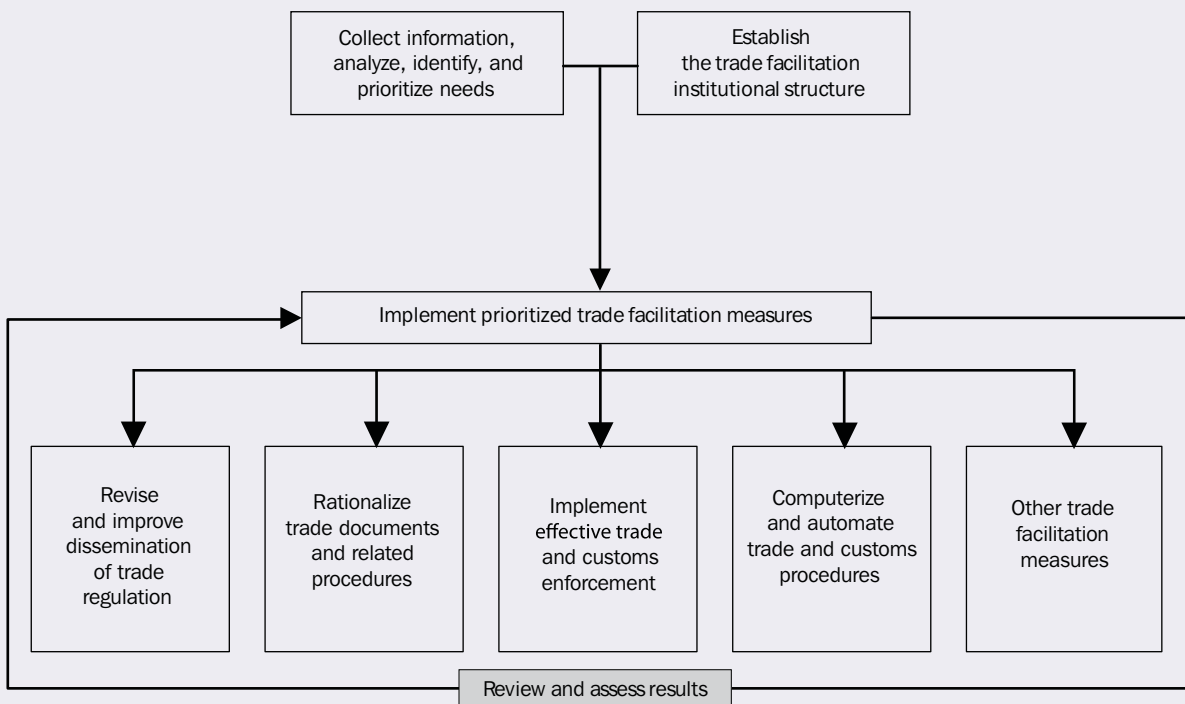 Collect information,
analyze, identify, and
prioritize needs
Establish
the trade facilitation
institutional structure
Implement prioritized trade facilitation measures
Revise
and improve
dissemination
of trade
regulation
Rationalize
trade documents
and related
procedures
Implement
effective trade
and customs
enforcement
Computerize
and automate
trade and customs
procedures
Other trade
facilitation
measures
Review and assess results